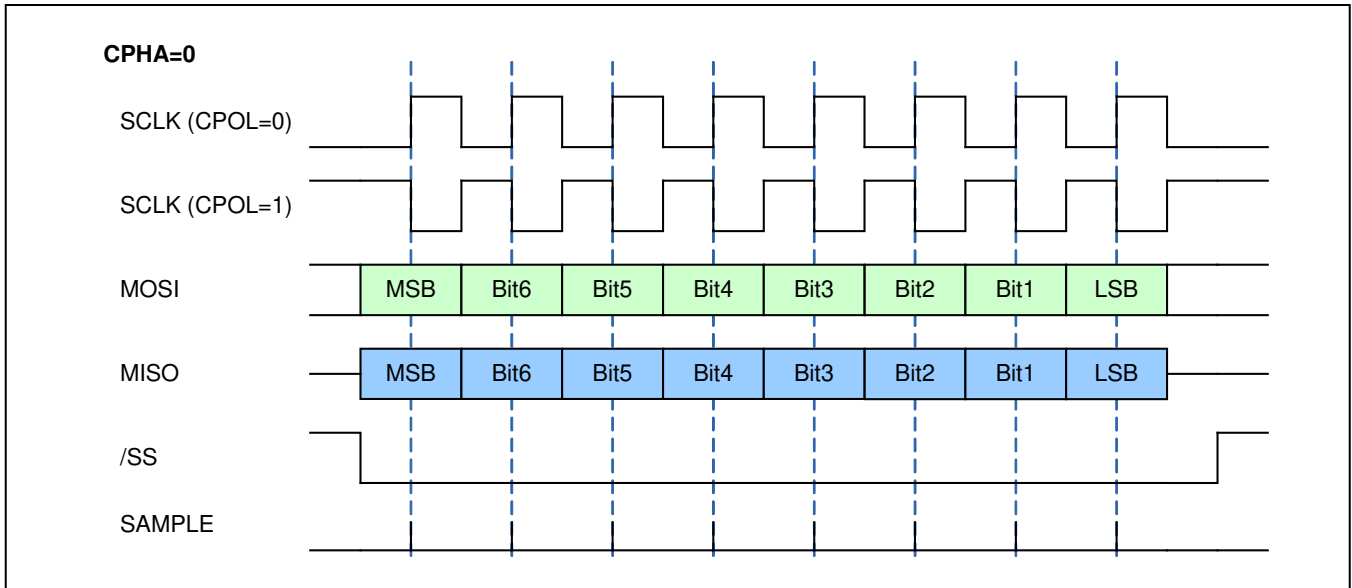 CPHA=0
SCLK (CPOL=0)
SCLK (CPOL=1)
MOSI MSB Bit6 Bit5 Bit4 Bit3 Bit2 Bit1 LSB
MISO MSB Bit6 Bit5 Bit4 Bit3 Bit2 Bit1 LSB
/SS
SAMPLE